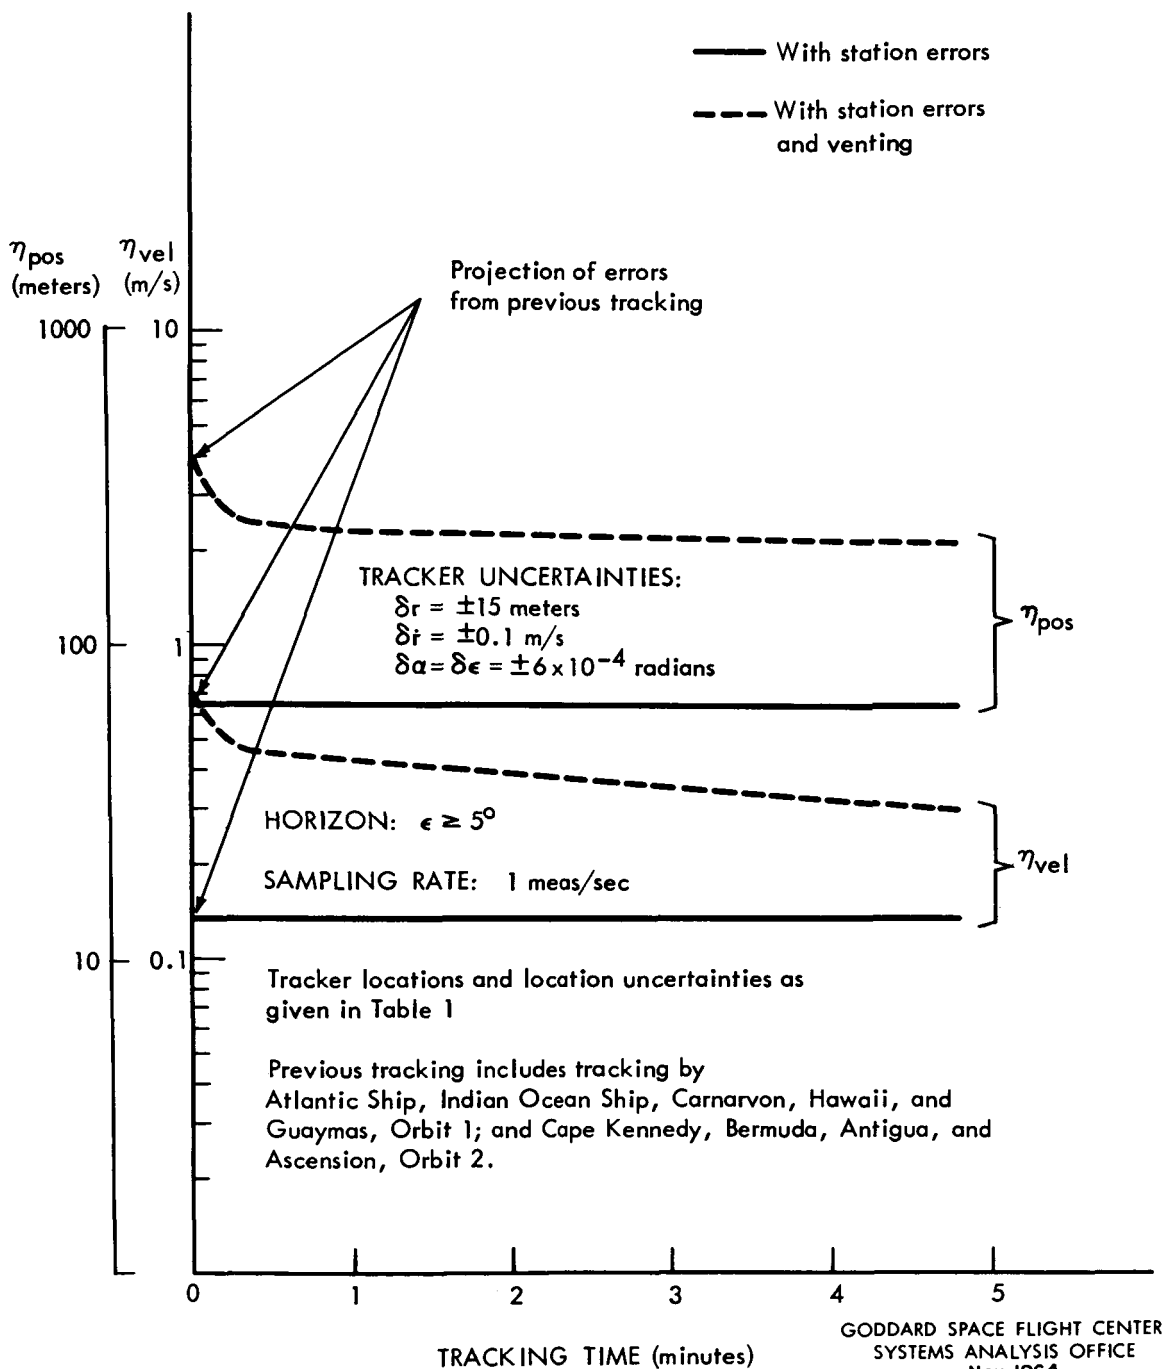 With station errors
With station errors
and venting
ηpos
(meters)
ηvel
(m/s)
Projection of errors
from previous tracking
1000
10
TRACKER UNCERTAINTIES:
δr = ±15 meters
δṙ = ±0.1 m/s
δα = δϵ = ±6 x 10⁻⁴ radians
ηpos
100
1
HORIZON: ϵ ≥ 5°
SAMPLING RATE: 1 meas/sec
ηvel
10
0.1
Tracker locations and location uncertainties as
given in Table 1
Previous tracking includes tracking by
Atlantic Ship, Indian Ocean Ship, Carnarvon, Hawaii, and
Guaymas, Orbit 1; and Cape Kennedy, Bermuda, Antigua, and
Ascension, Orbit 2.
0 1 2 3 4 5
TRACKING TIME (minutes)
GODDARD SPACE FLIGHT CENTER
SYSTEMS ANALYSIS OFFICE